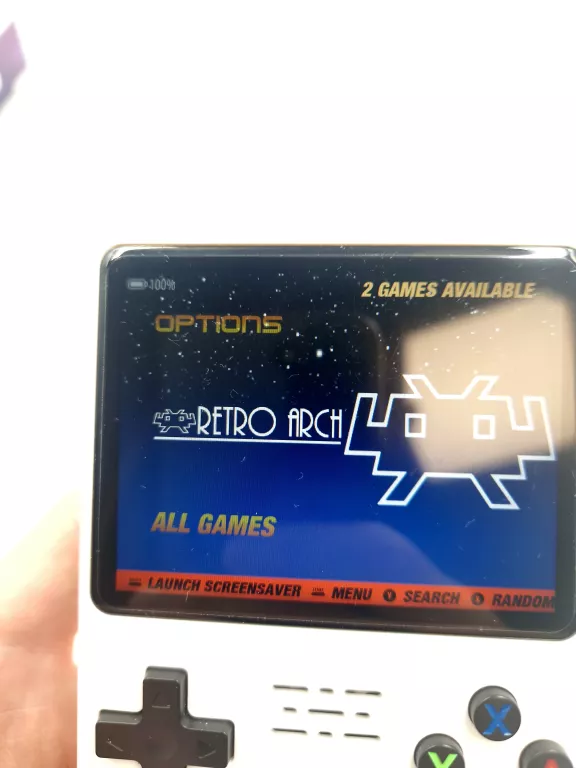 100%
2 GAMES AVAILABLE
OPTIONS
RETRO ARCH
ALL GAMES
LAUNCH SCREENSAVER MENU Y SEARCH RANDOM
X
Y A